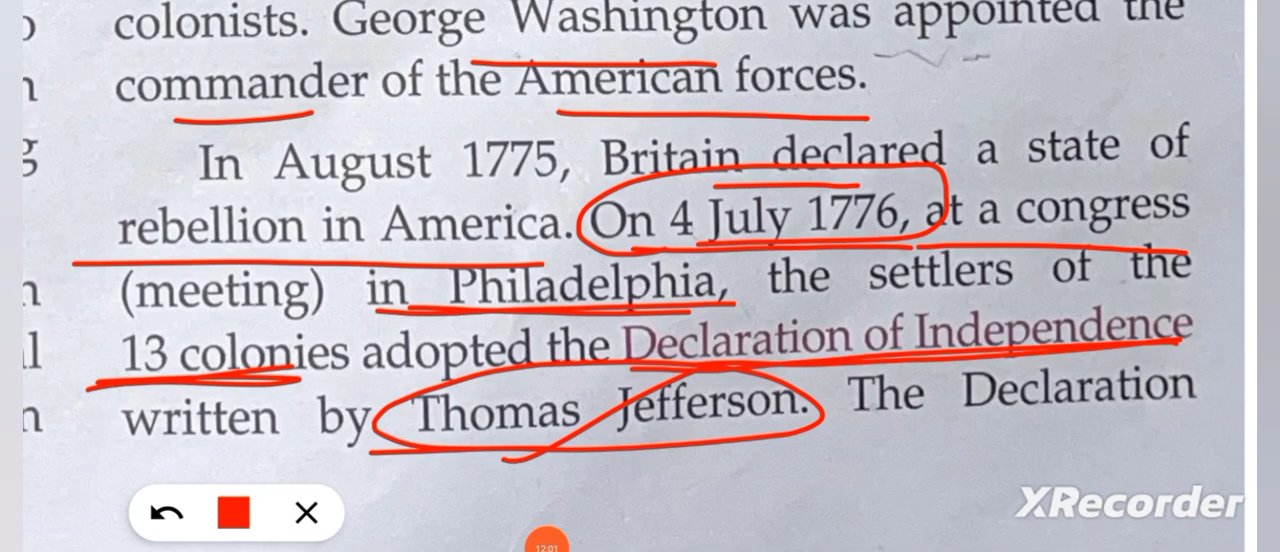 colonists. George Washington was appointed the
commander of the American forces.
In August 1775, Britain declared a state of
rebellion in America. On 4 July 1776, at a congress
(meeting) in Philadelphia, the settlers of the
13 colonies adopted the Declaration of Independence
written by Thomas Jefferson. The Declaration
XRecorder
12:01